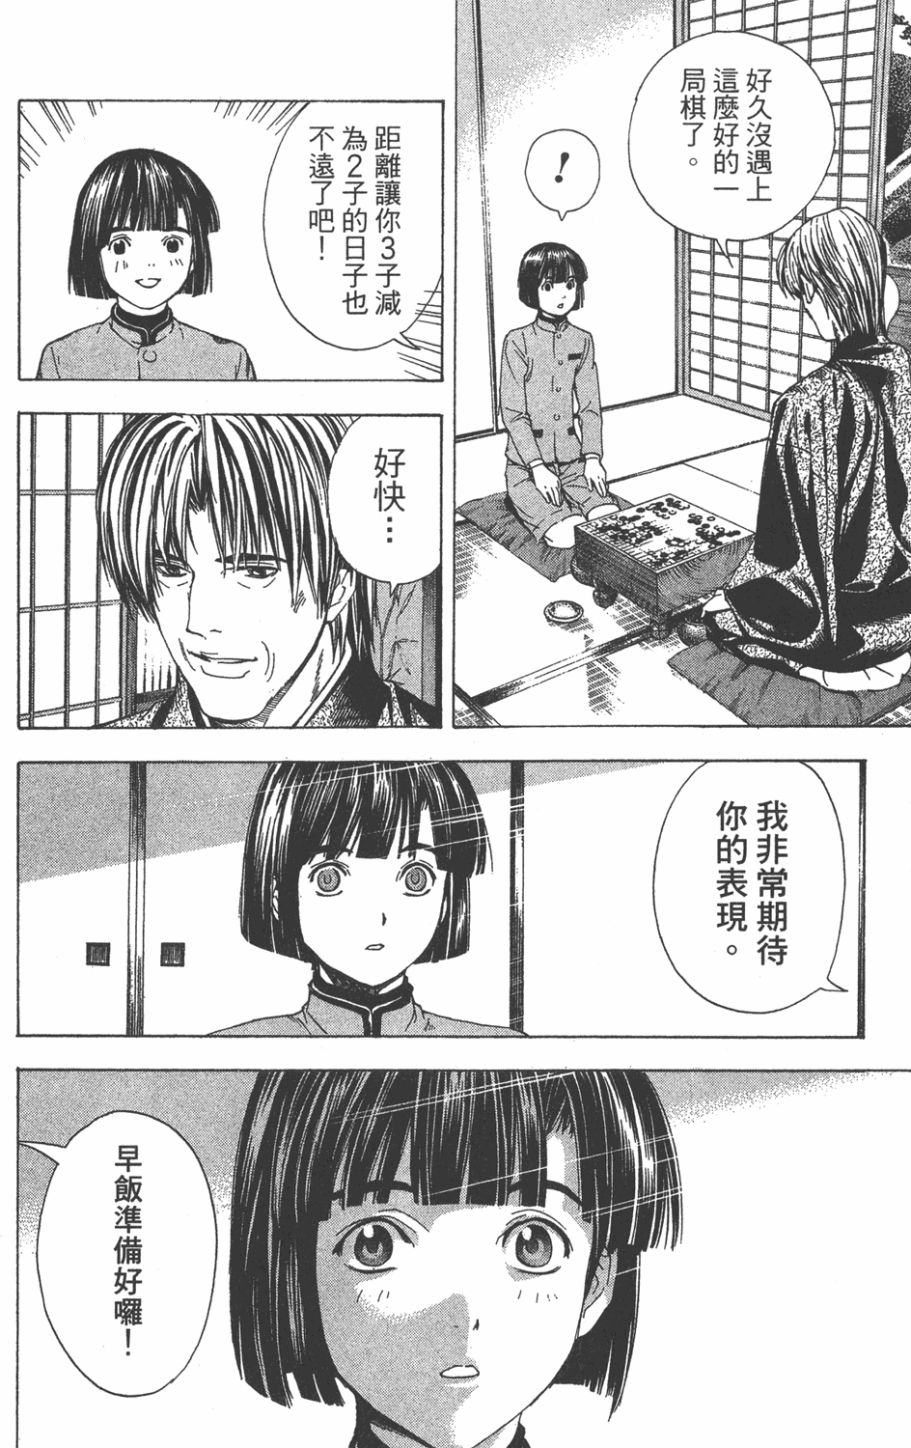 好久沒遇上
這麼好的一
局棋了。
！
距離讓你3子減
為2子的日子也
不遠了吧！
好快…
我非常期待
你的表現。
早飯準備好囉！